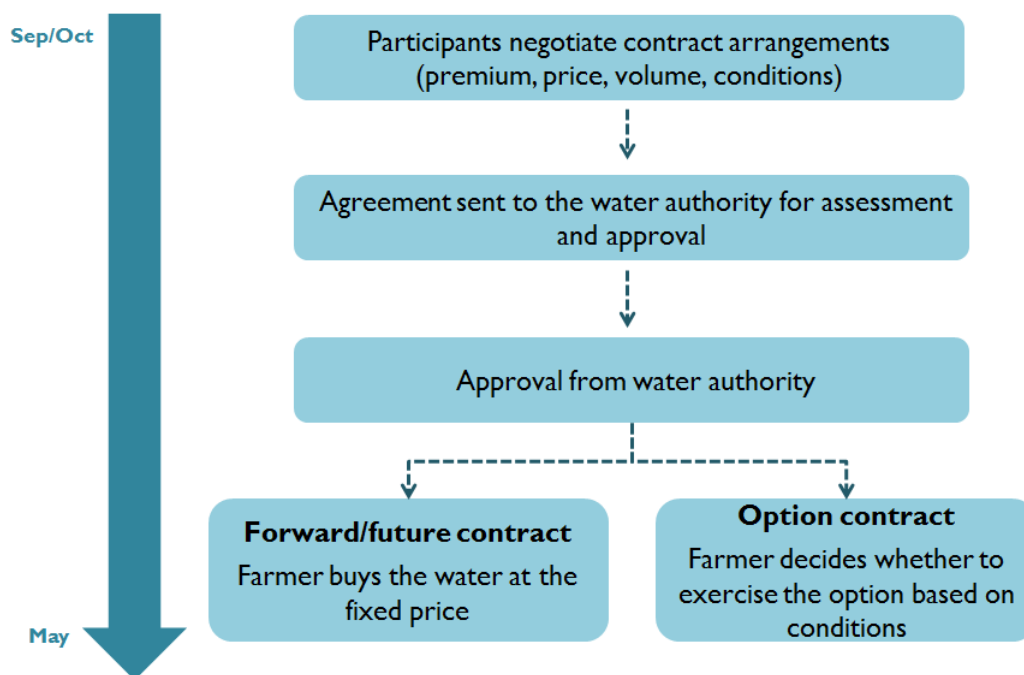 Sep/Oct
Participants negotiate contract arrangements
(premium, price, volume, conditions)
Agreement sent to the water authority for assessment
and approval
Approval from water authority
Forward/future contract
Farmer buys the water at the
fixed price
Option contract
Farmer decides whether to
exercise the option based on
conditions
May